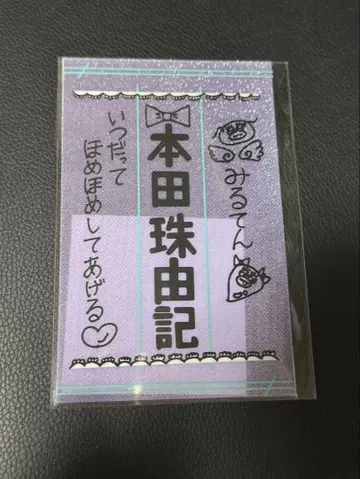 みるてん
本田珠由記
いつだって
ほめほめしてあげる